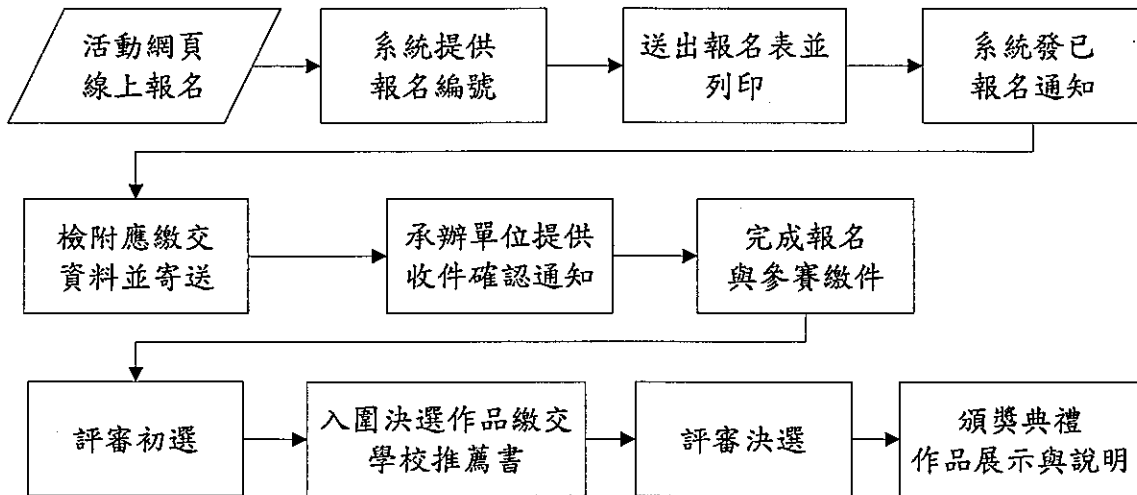 活動網頁
線上報名
系統提供
報名編號
送出報名表並
列印
系統發已
報名通知
檢附應繳交
資料並寄送
承辦單位提供
收件確認通知
完成報名
與參賽繳件
評審初選
入圍決選作品繳交
學校推薦書
評審決選
頒獎典禮
作品展示與說明